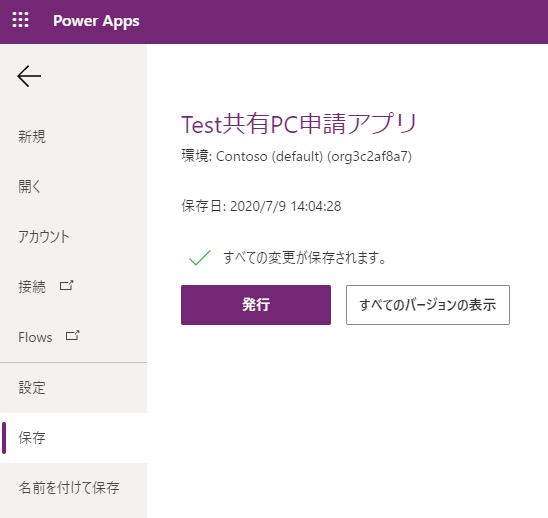 Power Apps
新規
開く
アカウント
接続
Flows
設定
保存
名前を付けて保存
Test共有PC申請アプリ
環境: Contoso (default) (org3c2af8a7)
保存日: 2020/7/9 14:04:28
すべての変更が保存されます。
発行
すべてのバージョンの表示